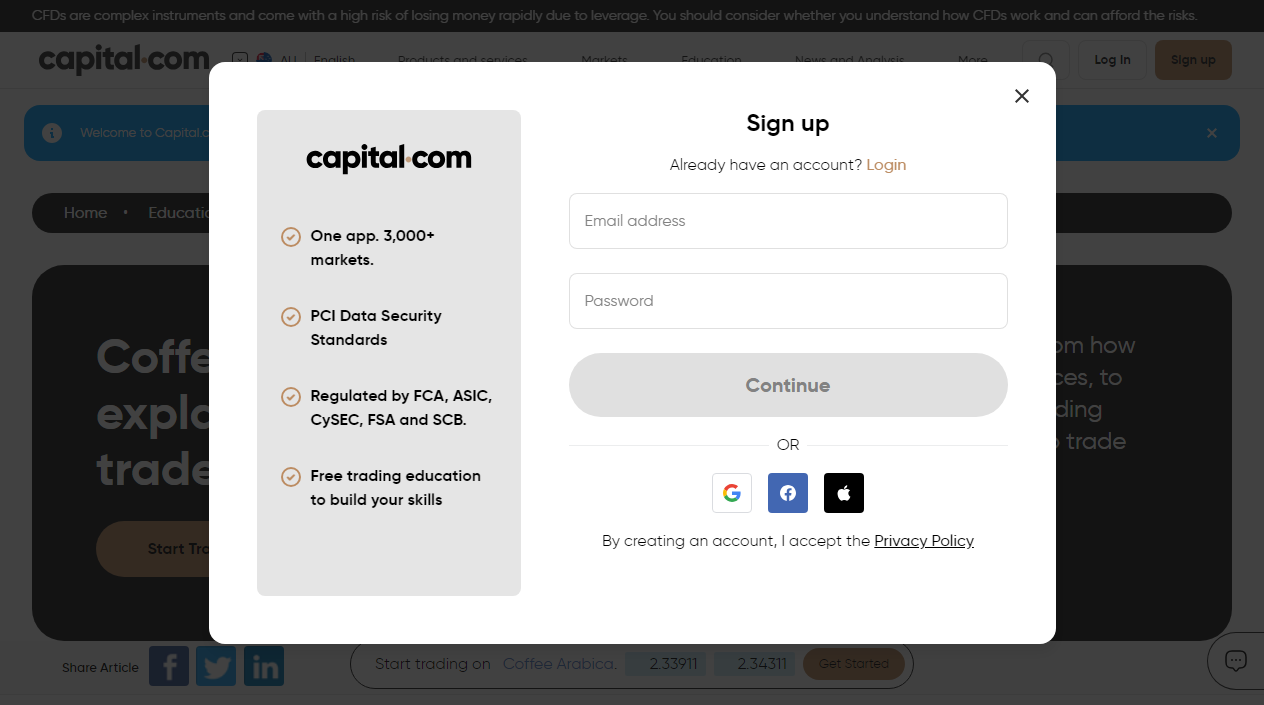 CFDs are complex instruments and come with a high risk of losing money rapidly due to leverage. You should consider whether you understand how CFDs work and can afford the risks.
capital.com AU English Products and services Markets Education News and Analysis More Log In Sign up
Welcome to Capital.c
Home • Educatio
Coffe
explo
trade
Start Tra
om how
ces, to
ding
trade
capital.com
One app. 3,000+
markets.
PCI Data Security
Standards
Regulated by FCA, ASIC,
CySEC, FSA and SCB.
Free trading education
to build your skills
Sign up
Already have an account? Login
Email address
Password
Continue
OR
By creating an account, I accept the Privacy Policy
Share Article
Start trading on Coffee Arabica. 2.33911 2.34311 Get Started